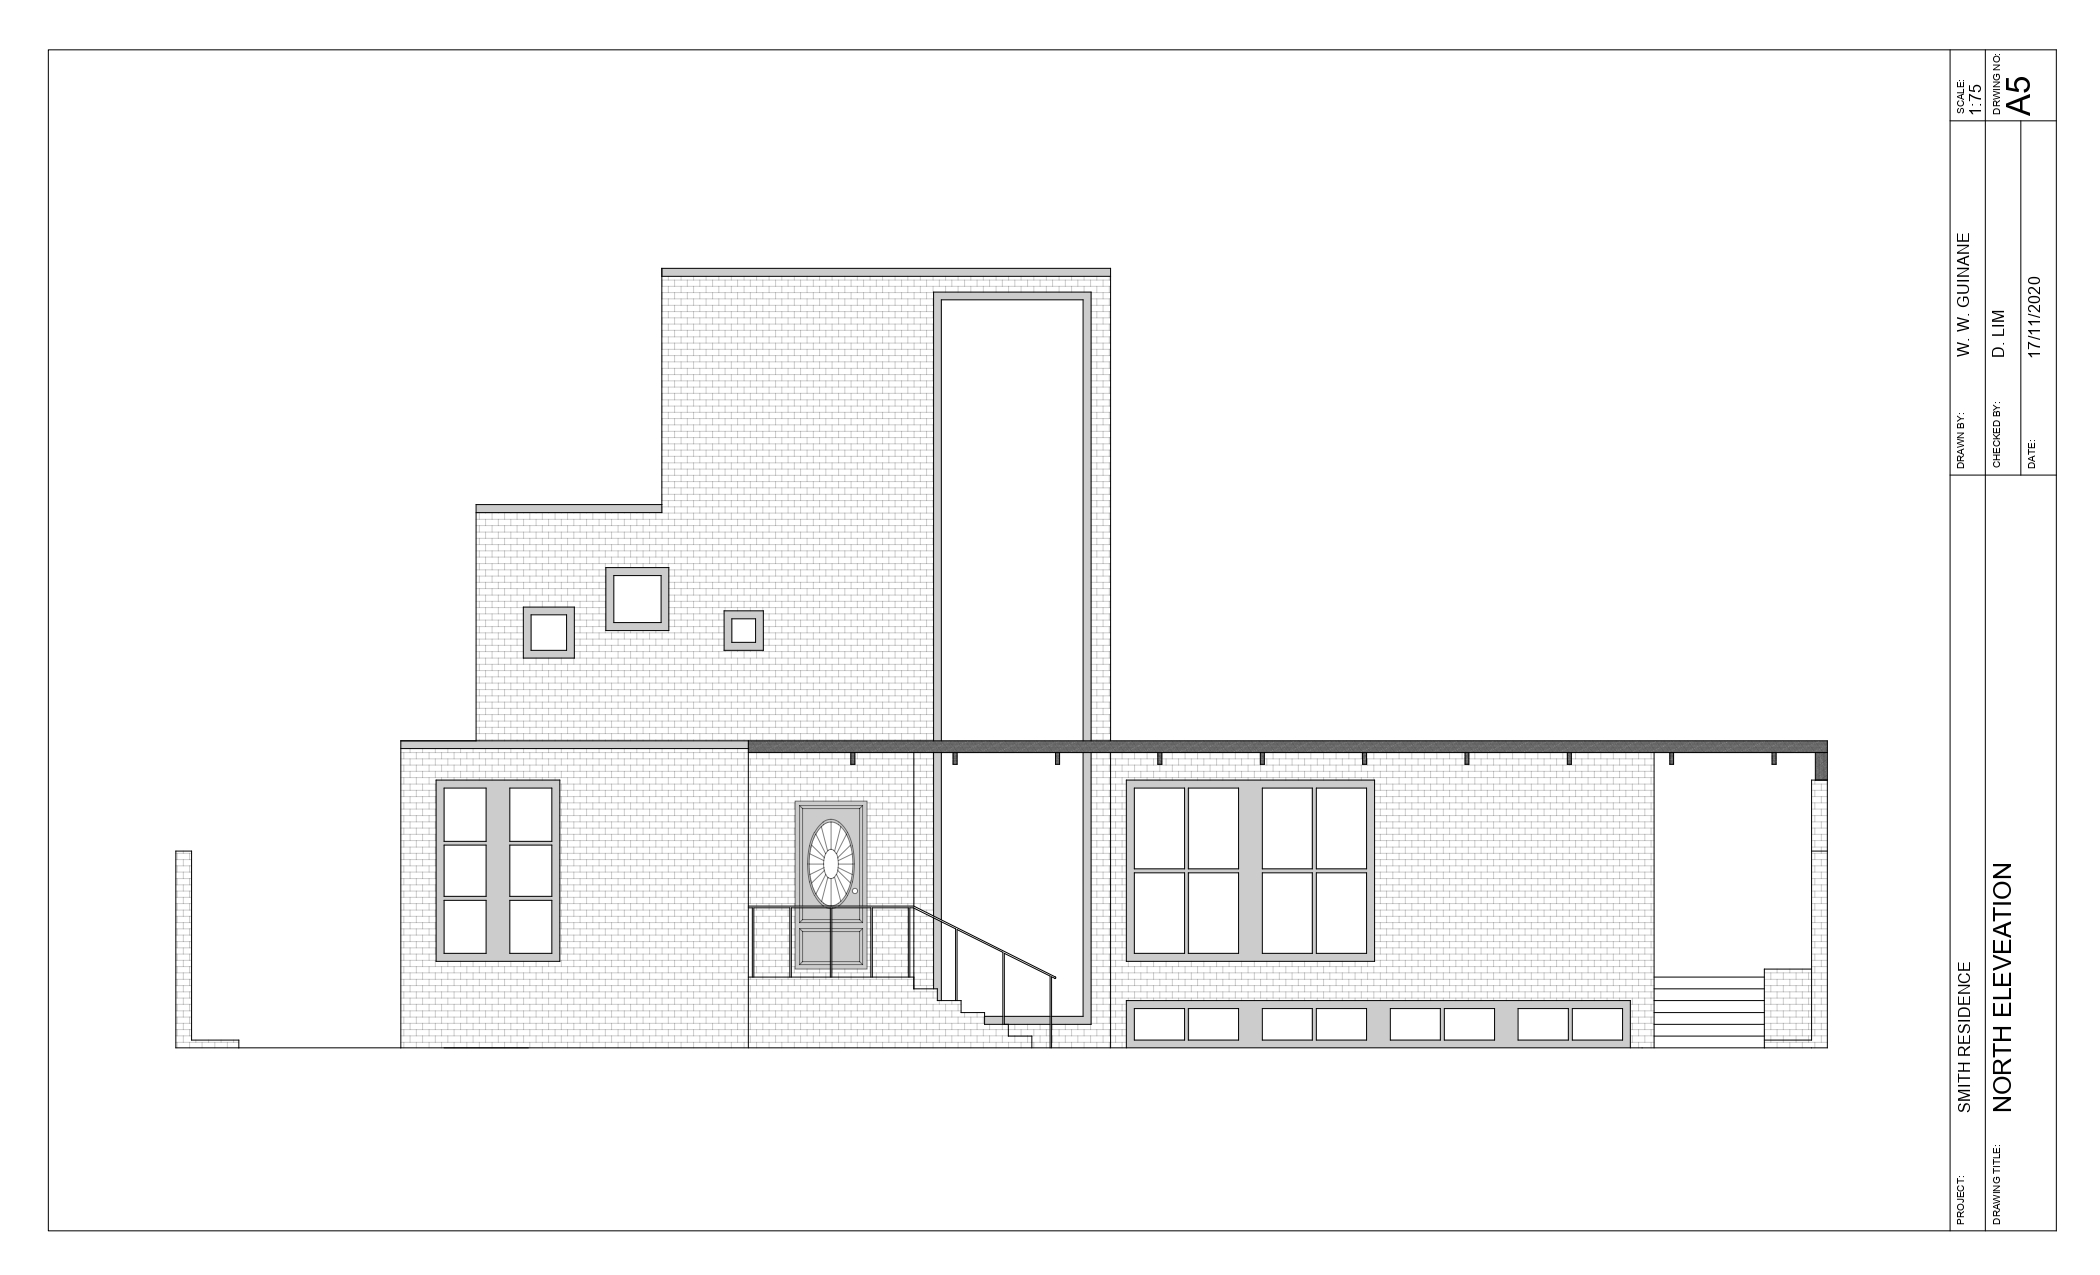 PROJECT: SMITH RESIDENCE
DRAWN BY: W. W. GUINANE
SCALE: 1:75
DRAWING TITLE: NORTH ELEVEATION
CHECKED BY: D. LIM
DATE: 17/11/2020
DRWING NO: A5